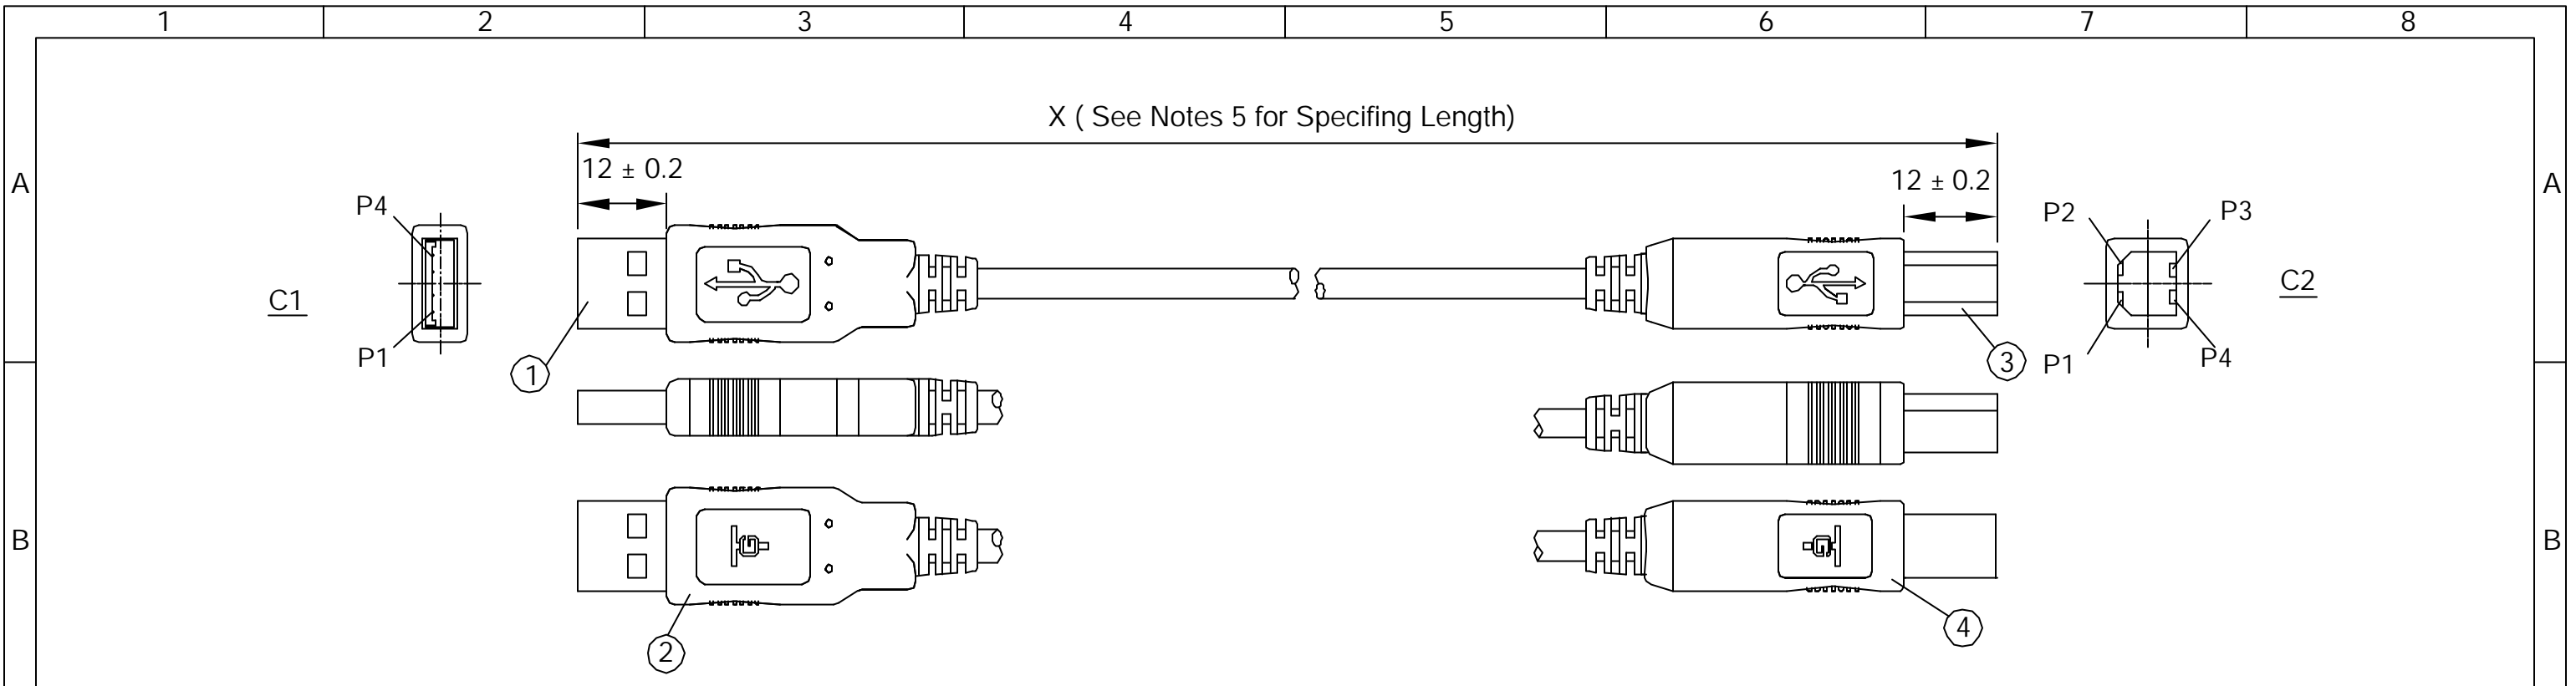 1 2 3 4 5 6 7 8
X ( See Notes 5 for Specifing Length)
12 ± 0.2
12 ± 0.2
A
A
P4
P2
P3
C1
C2
P1
1
3
P1
P4
B
B
2
4